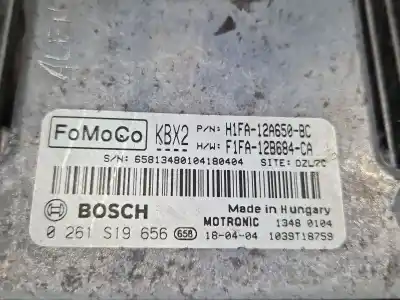 FoMoCo KBX2 P/N: H1FA-12A650-BC
H/W: F1FA-12B684-CA
S/N: 65813480104180404 SITE: DZL7C
BOSCH Made in Hungary
MOTRONIC 1348 0104
0 261 S19 656 658 18-04-04 1039T18759